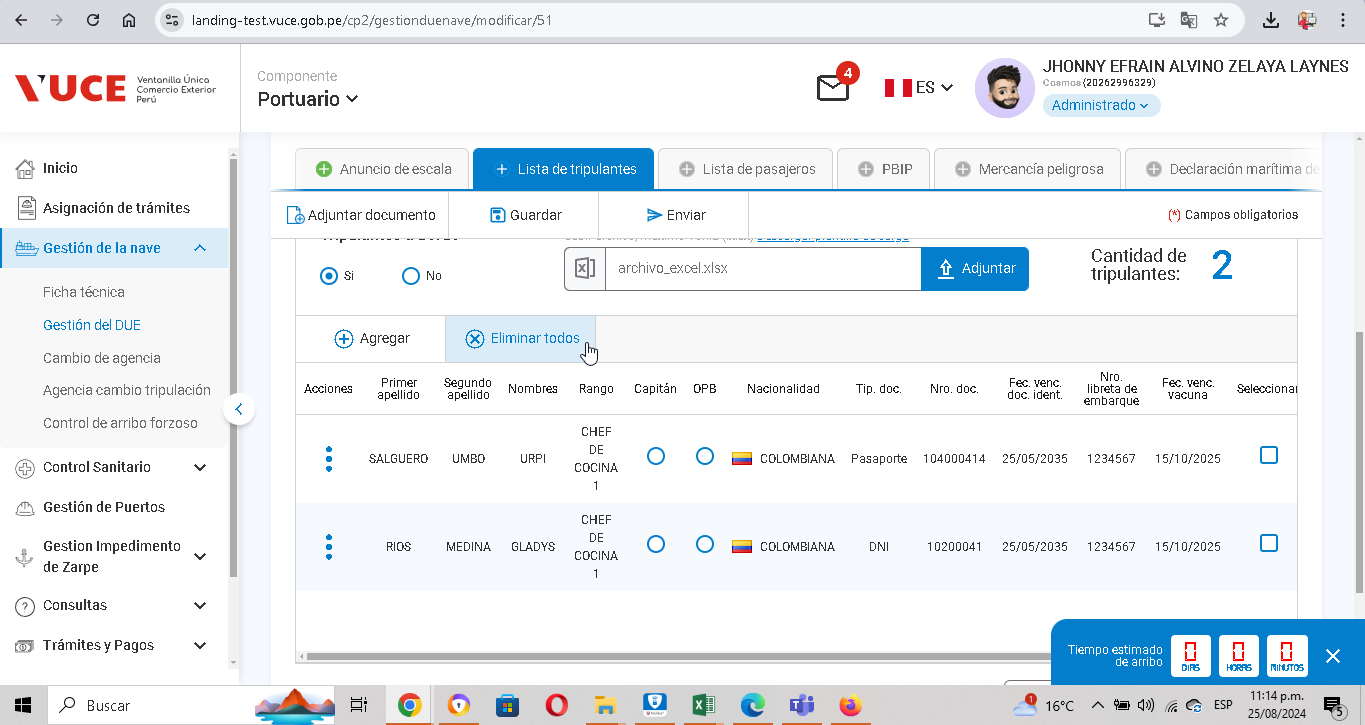 landing-test.vuce.gob.pe/cp2/gestionduenave/modificar/51
VUCE
Ventanilla Única
Comercio Exterior
Perú
Componente
Portuario
4
ES
JHONNY EFRAIN ALVINO ZELAYA LAYNES
Cosmos (20262996329)
Administrado
Inicio
Asignación de trámites
Gestión de la nave
Ficha técnica
Gestión del DUE
Cambio de agencia
Agencia cambio tripulación
Control de arribo forzoso
Control Sanitario
Gestión de Puertos
Gestion Impedimento
de Zarpe
Consultas
Trámites y Pagos
Anuncio de escala
Lista de tripulantes
Lista de pasajeros
PBIP
Mercancía peligrosa
Declaración marítima de
Adjuntar documento
Guardar
Enviar
(*) Campos obligatorios
Si
No
archivo_excel.xlsx
Adjuntar
Cantidad de
tripulantes:
2
Agregar
Eliminar todos
Acciones Primer apellido Segundo apellido Nombres Rango Capitán OPB Nacionalidad Tip. doc. Nro. doc. Fec. venc. doc. ident. Nro. libreta de embarque Fec. venc. vacuna Seleccionar
SALGUERO UMBO URPI CHEF DE COCINA 1 COLOMBIANA Pasaporte 104000414 25/05/2035 1234567 15/10/2025
RIOS MEDINA GLADYS CHEF DE COCINA 1 COLOMBIANA DNI 10200041 25/05/2035 1234567 15/10/2025
Tiempo estimado
de arribo
0 DIAS
0 HORAS
0 MINUTOS
Buscar
1
16°C
ESP
11:14 p.m.
25/08/2024
5